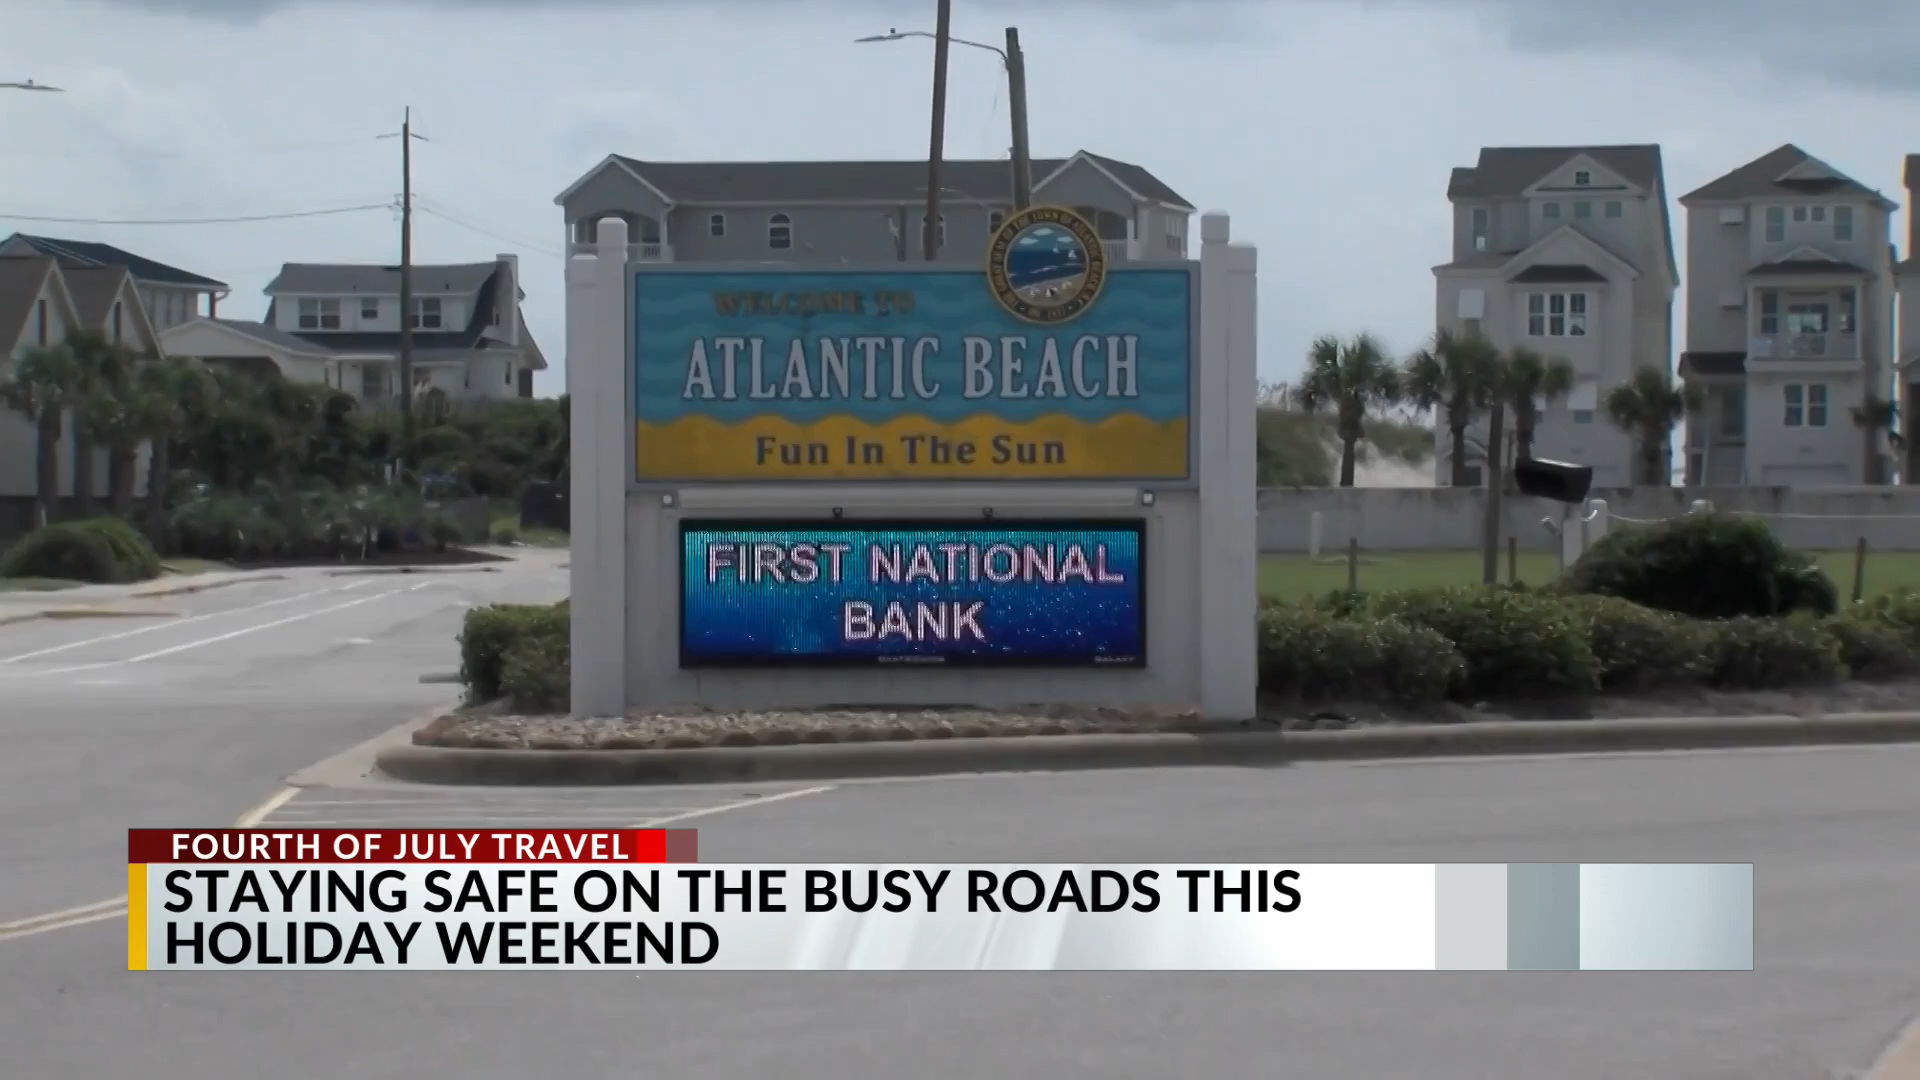 WELCOME TO
ATLANTIC BEACH
Fun In The Sun
FIRST NATIONAL
BANK
FOURTH OF JULY TRAVEL
STAYING SAFE ON THE BUSY ROADS THIS
HOLIDAY WEEKEND